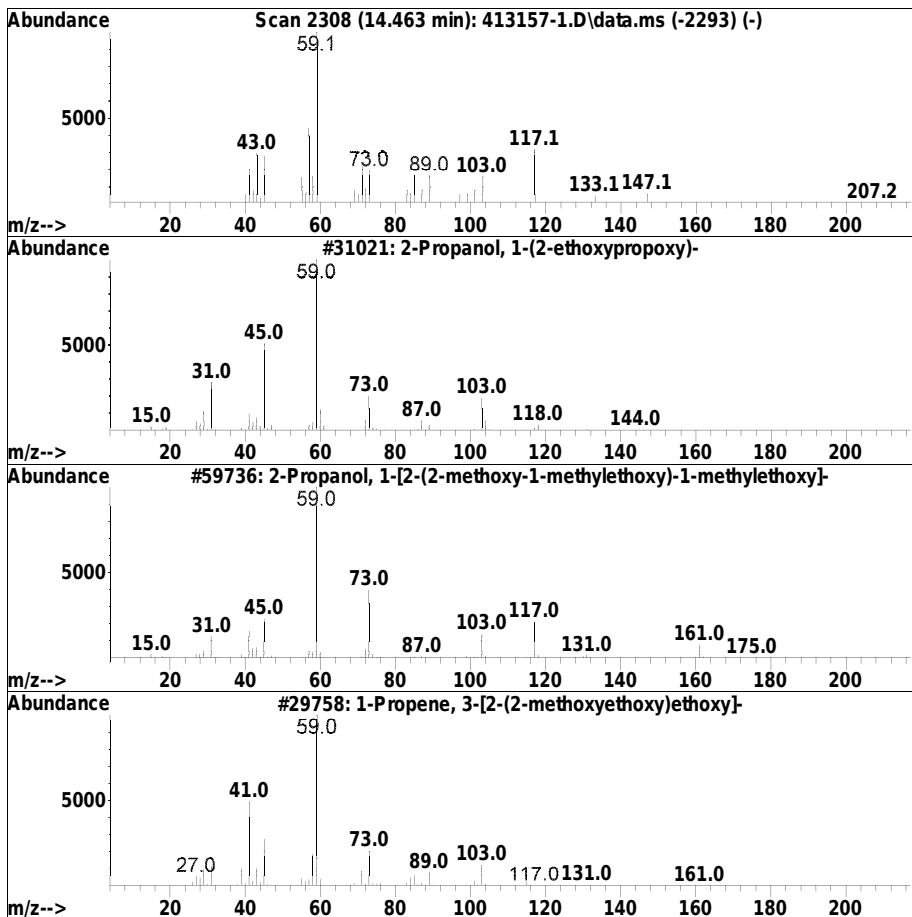 Abundance Scan 2308 (14.463 min): 413157-1.D\data.ms (-2293) (-)
59.1
5000
43.0 73.0 89.0 103.0 117.1 133.1 147.1 207.2
m/z--> 20 40 60 80 100 120 140 160 180 200
Abundance #31021: 2-Propanol, 1-(2-ethoxypropoxy)-
59.0
5000
45.0
31.0
15.0 73.0 87.0 103.0 118.0 144.0
m/z--> 20 40 60 80 100 120 140 160 180 200
Abundance #59736: 2-Propanol, 1-[2-(2-methoxy-1-methylethoxy)-1-methylethoxy]-
59.0
5000
73.0
15.0 31.0 45.0 87.0 103.0 117.0 131.0 161.0 175.0
m/z--> 20 40 60 80 100 120 140 160 180 200
Abundance #29758: 1-Propene, 3-[2-(2-methoxyethoxy)ethoxy]-
59.0
5000
41.0
27.0 73.0 89.0 103.0 117.0 131.0 161.0
m/z--> 20 40 60 80 100 120 140 160 180 200